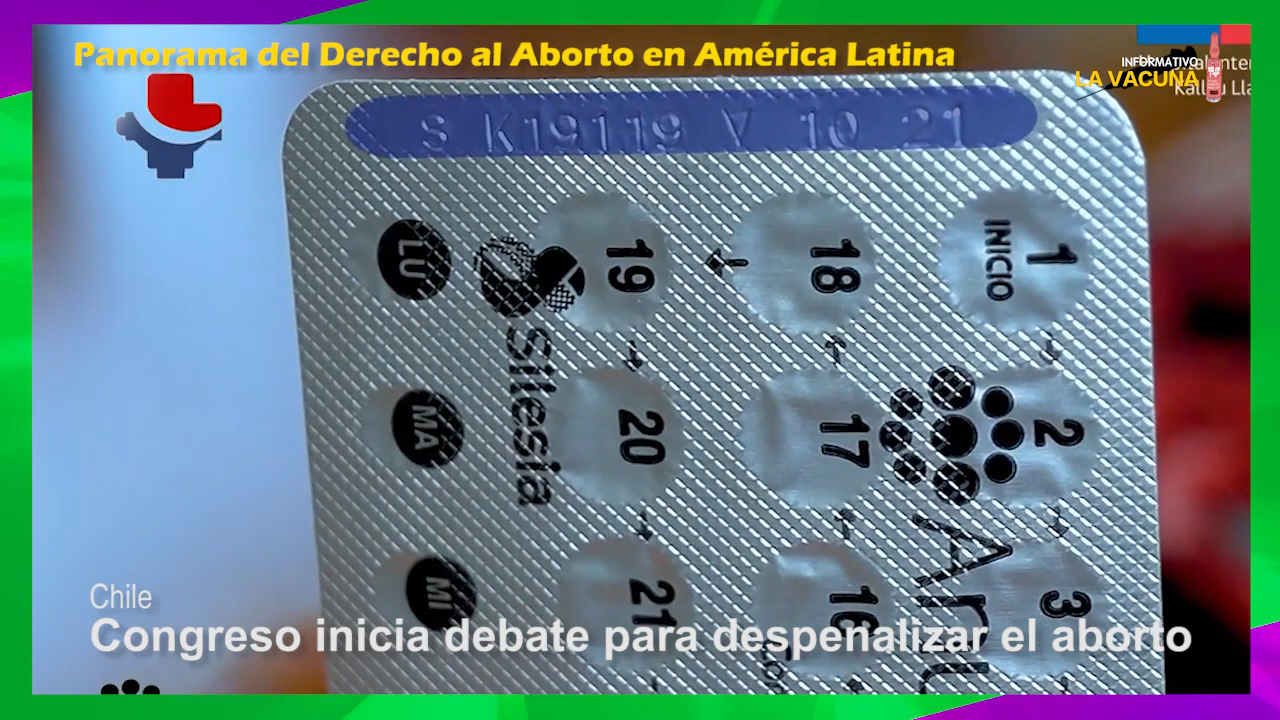 Panorama del Derecho al Aborto en América Latina
INFORMATIVO
LA VACUNA
S K19119 V 10 21
LU
19
18
1
INICIO
Silesia
MA
20
17
2
MI
21
16
3
Chile
Congreso inicia debate para despenalizar el aborto